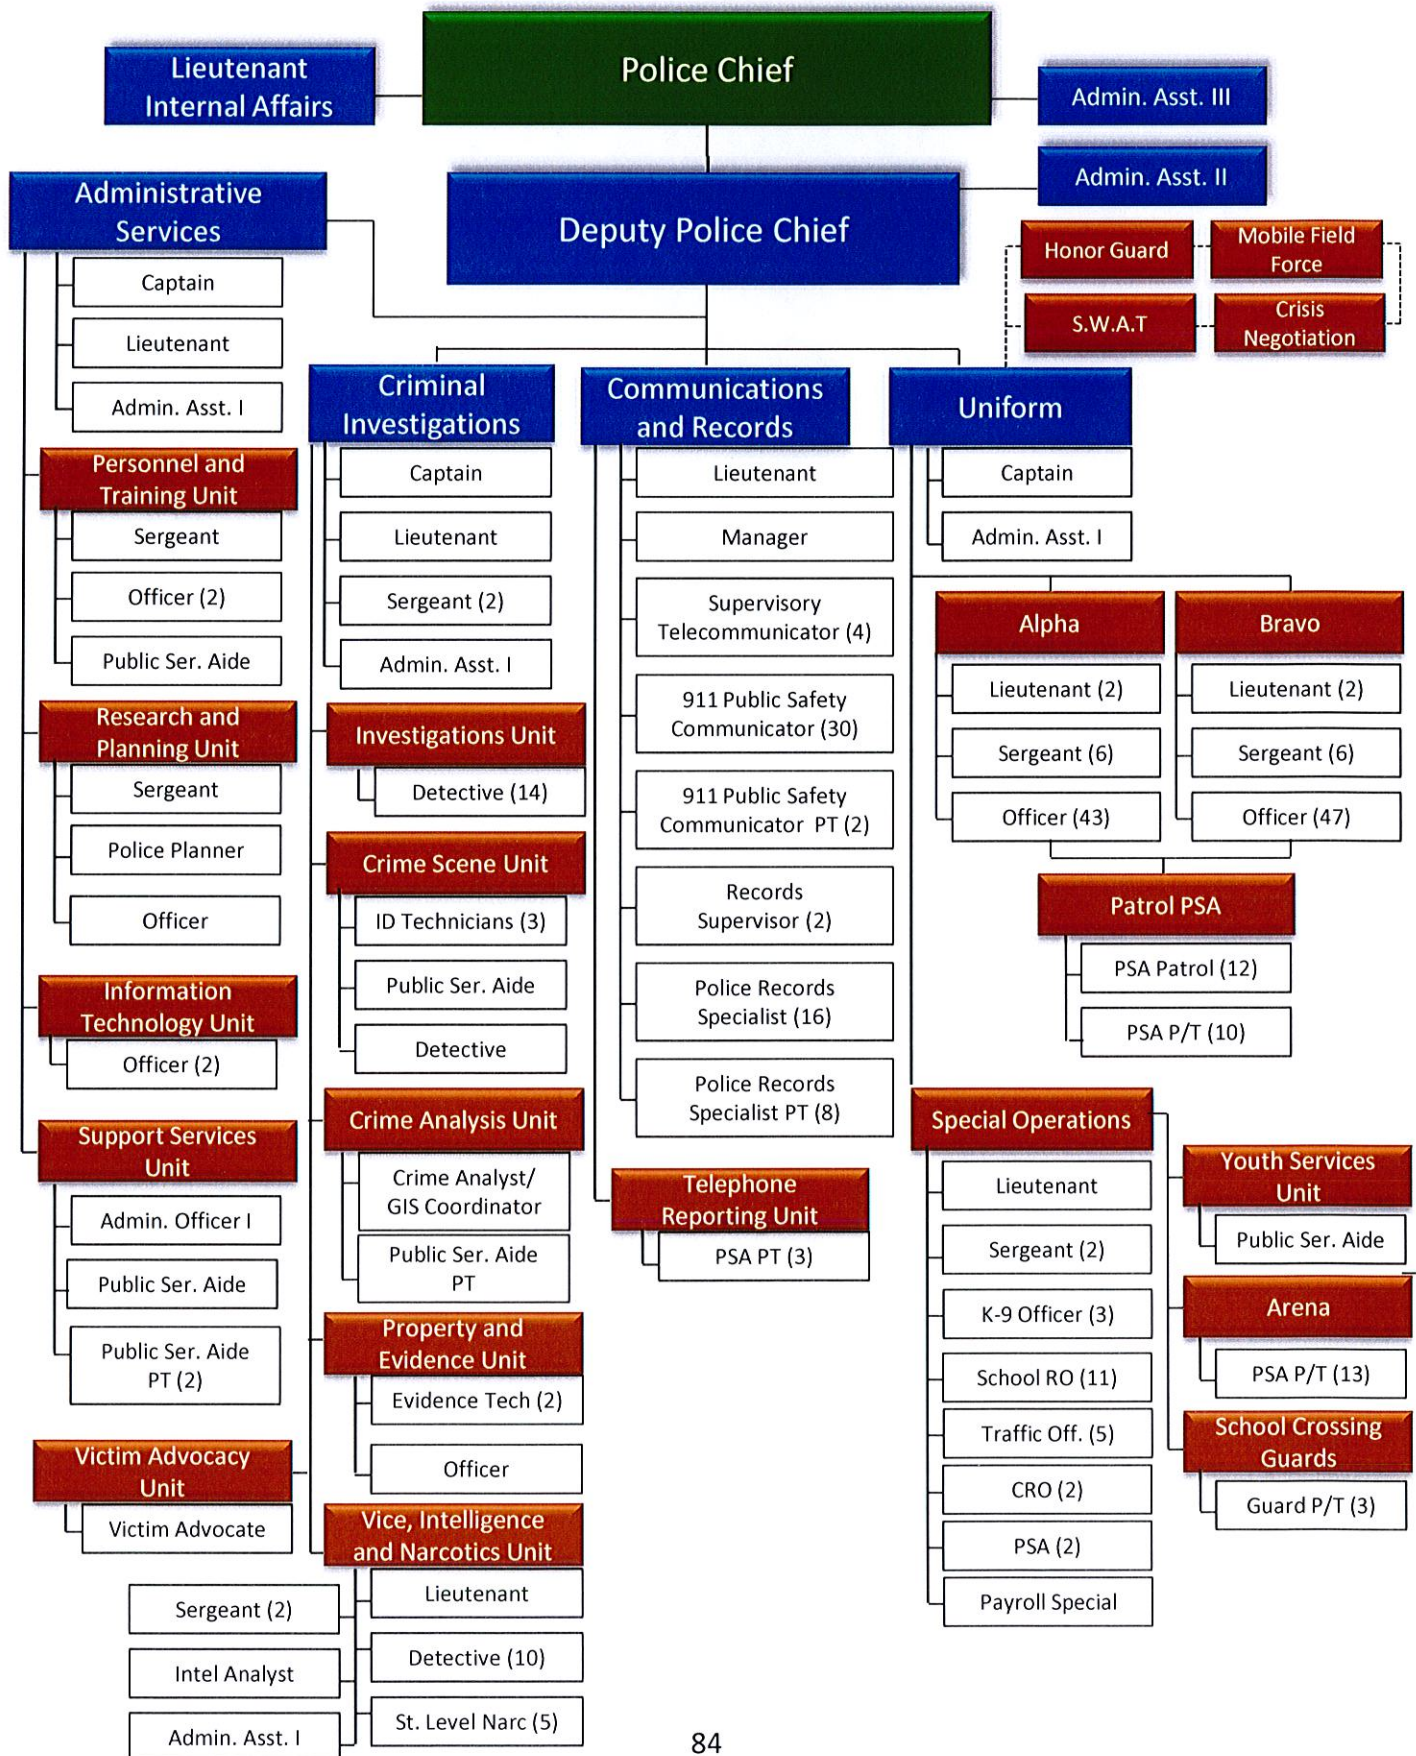 Police Chief
Lieutenant
Internal Affairs
Admin. Asst. III
Deputy Police Chief
Admin. Asst. II
Administrative
Services
Captain
Lieutenant
Admin. Asst. I
Personnel and
Training Unit
Sergeant
Officer (2)
Public Ser. Aide
Research and
Planning Unit
Sergeant
Police Planner
Officer
Information
Technology Unit
Officer (2)
Support Services
Unit
Admin. Officer I
Public Ser. Aide
Public Ser. Aide
PT (2)
Criminal
Investigations
Captain
Lieutenant
Sergeant (2)
Admin. Asst. I
Investigations Unit
Detective (14)
Crime Scene Unit
ID Technicians (3)
Public Ser. Aide
Detective
Crime Analysis Unit
Crime Analyst/
GIS Coordinator
Public Ser. Aide
PT
Property and
Evidence Unit
Evidence Tech (2)
Officer
Victim Advocacy
Unit
Victim Advocate
Vice, Intelligence
and Narcotics Unit
Lieutenant
Sergeant (2)
Detective (10)
Intel Analyst
St. Level Narc (5)
Admin. Asst. I
Communications
and Records
Lieutenant
Manager
Supervisory
Telecommunicator (4)
911 Public Safety
Communicator (30)
911 Public Safety
Communicator PT (2)
Records
Supervisor (2)
Police Records
Specialist (16)
Police Records
Specialist PT (8)
Telephone
Reporting Unit
PSA PT (3)
Honor Guard
Mobile Field
Force
S.W.A.T
Crisis
Negotiation
Uniform
Captain
Admin. Asst. I
Alpha
Lieutenant (2)
Sergeant (6)
Officer (43)
Bravo
Lieutenant (2)
Sergeant (6)
Officer (47)
Patrol PSA
PSA Patrol (12)
PSA P/T (10)
Special Operations
Lieutenant
Sergeant (2)
K-9 Officer (3)
School RO (11)
Traffic Off. (5)
CRO (2)
PSA (2)
Payroll Special
Youth Services
Unit
Public Ser. Aide
Arena
PSA P/T (13)
School Crossing
Guards
Guard P/T (3)
84